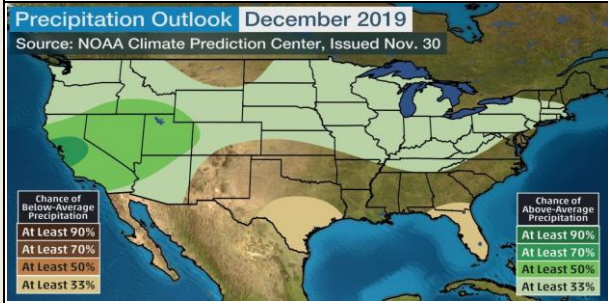 Precipitation Outlook December 2019
Source: NOAA Climate Prediction Center, Issued Nov. 30
Chance of
Below-Average
Precipitation
At Least 90%
At Least 70%
At Least 50%
At Least 33%
Chance of
Above-Average
Precipitation
At Least 90%
At Least 70%
At Least 50%
At Least 33%